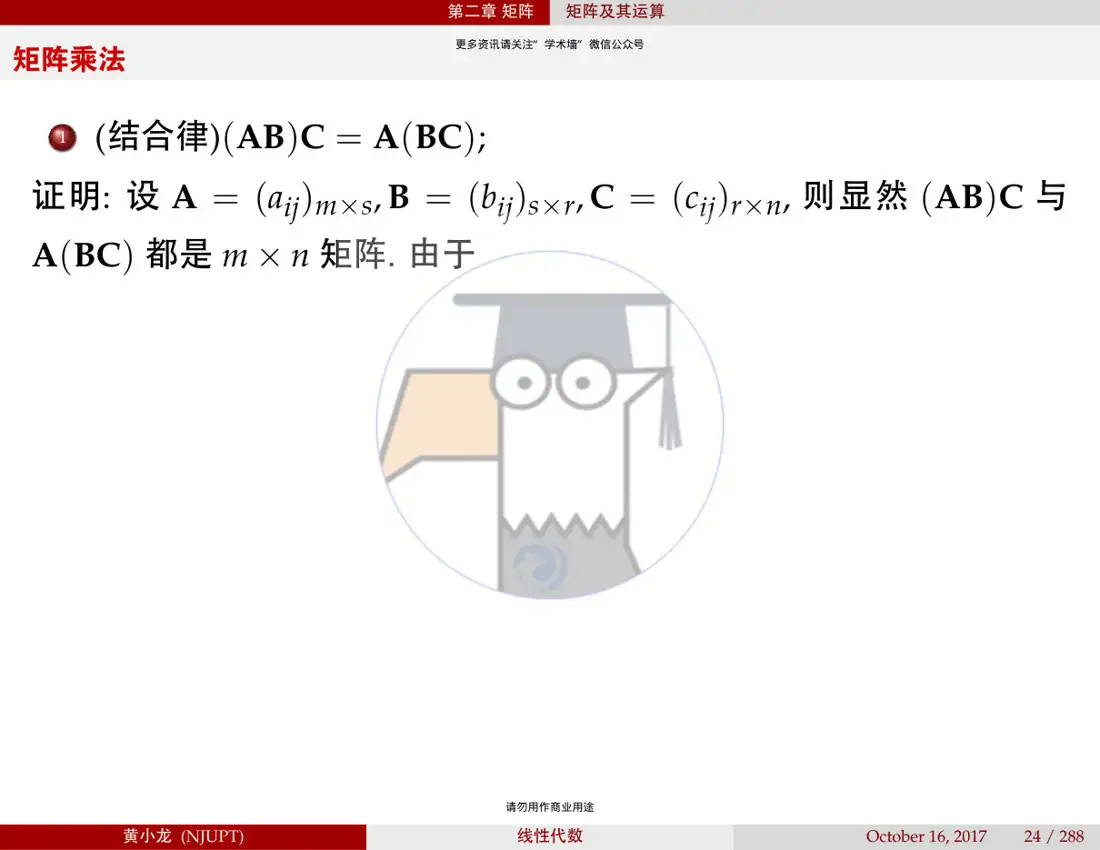 第二章 矩阵 矩阵及其运算
更多资讯请关注“学术墙”微信公众号
矩阵乘法
1 (结合律)(AB)C = A(BC);
证明: 设 A = (a_{ij})_{m×s}, B = (b_{ij})_{s×r}, C = (c_{ij})_{r×n}, 则显然 (AB)C 与
A(BC) 都是 m × n 矩阵. 由于
请勿用作商业用途
黄小龙 (NJUPT) 线性代数 October 16, 2017 24 / 288